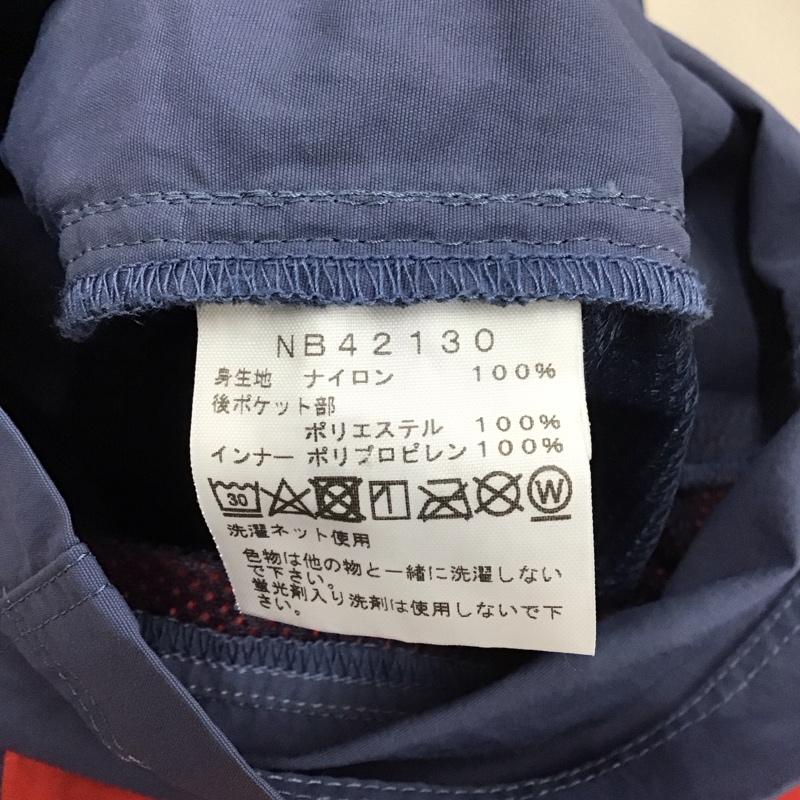 NB42130
身生地 ナイロン 100%
後ポケット部
ポリエステル 100%
インナー ポリプロピレン 100%
30 W
洗濯ネット使用
色物は他の物と一緒に洗濯しない
で下さい。
蛍光剤入り洗剤は使用しないで下
さい。